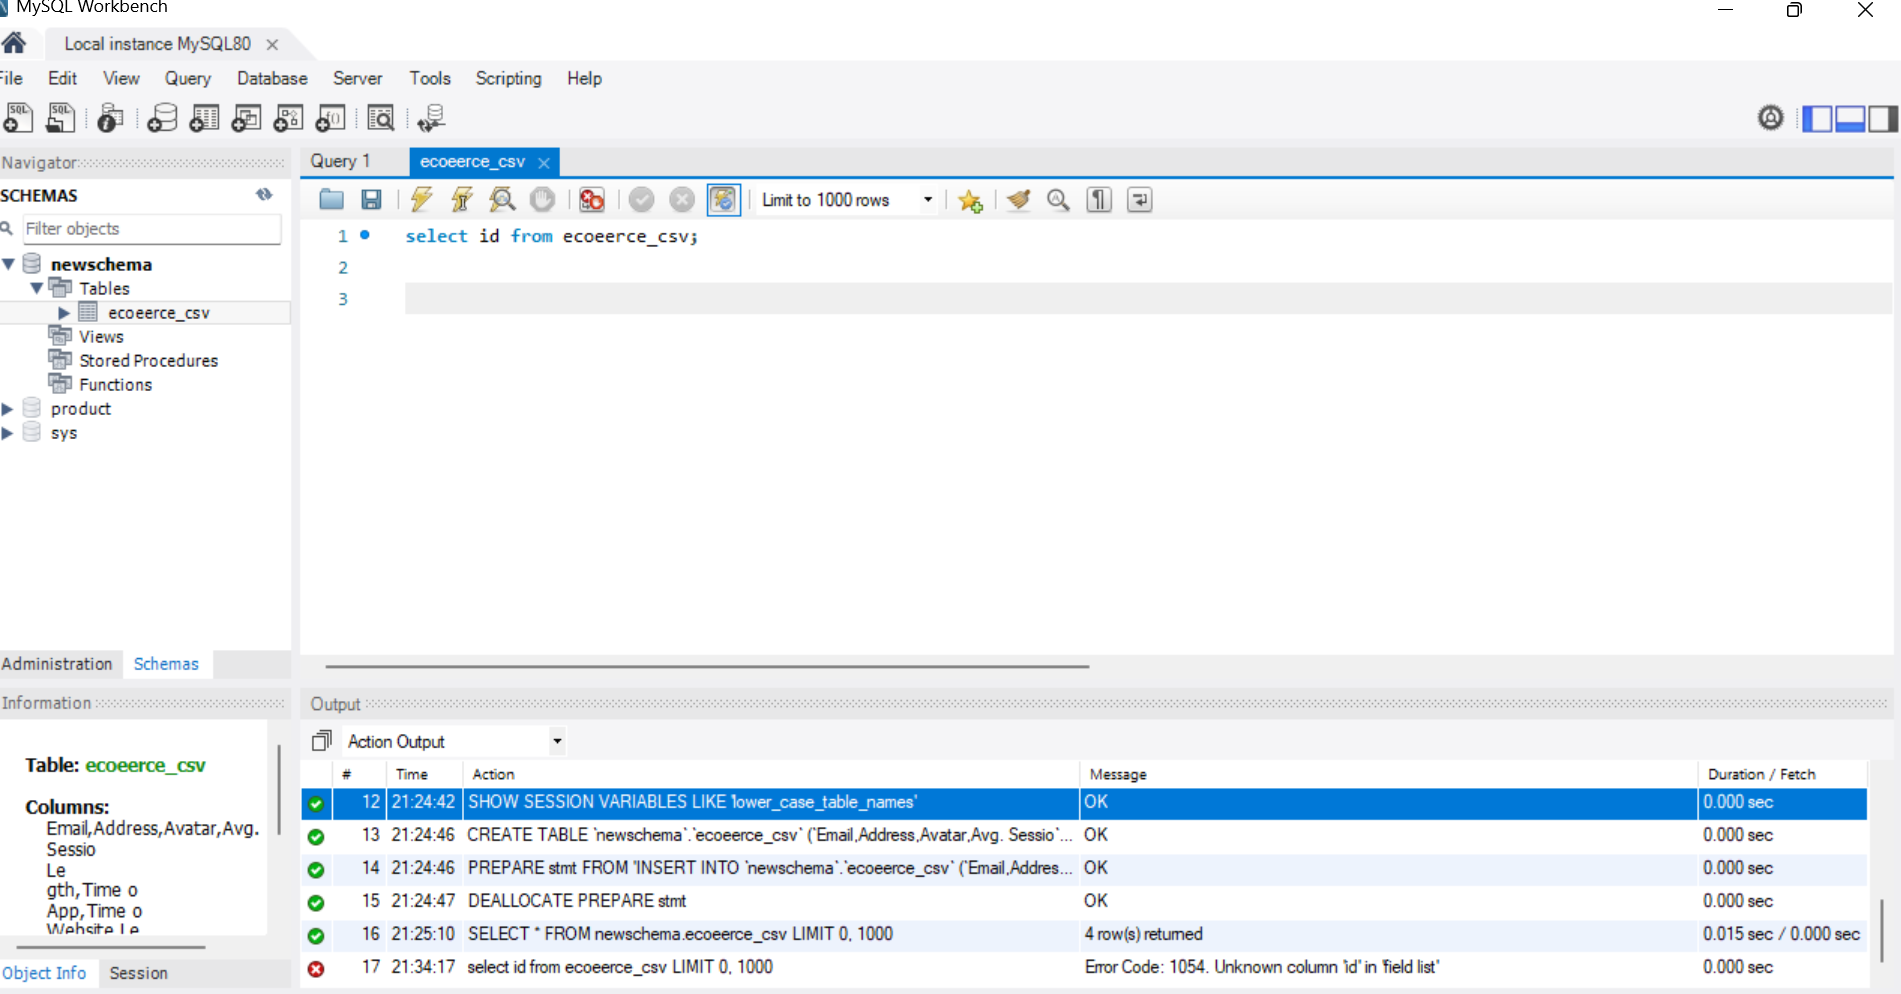 MySQL Workbench
Local instance MySQL80
File Edit View Query Database Server Tools Scripting Help
Navigator
Query 1
ecoeerce_csv
SCHEMAS
Limit to 1000 rows
Filter objects
1 select id from ecoeerce_csv;
2
3
newschema
Tables
ecoeerce_csv
Views
Stored Procedures
Functions
product
sys
Administration Schemas
Information
Table: ecoeerce_csv
Columns:
Email,Address,Avatar,Avg.
Sessio
Le
gth,Time o
App,Time o
Website Le
Object Info Session
Output
Action Output
# Time Action Message Duration / Fetch
12 21:24:42 SHOW SESSION VARIABLES LIKE 'lower_case_table_names' OK 0.000 sec
13 21:24:46 CREATE TABLE `newschema`.`ecoeerce_csv` (`Email,Address,Avatar,Avg. Sessio`... OK 0.000 sec
14 21:24:46 PREPARE stmt FROM 'INSERT INTO `newschema`.`ecoeerce_csv` (`Email,Addres... OK 0.000 sec
15 21:24:47 DEALLOCATE PREPARE stmt OK 0.000 sec
16 21:25:10 SELECT * FROM newschema.ecoeerce_csv LIMIT 0, 1000 4 row(s) returned 0.015 sec / 0.000 sec
17 21:34:17 select id from ecoeerce_csv LIMIT 0, 1000 Error Code: 1054. Unknown column 'id' in 'field list' 0.000 sec